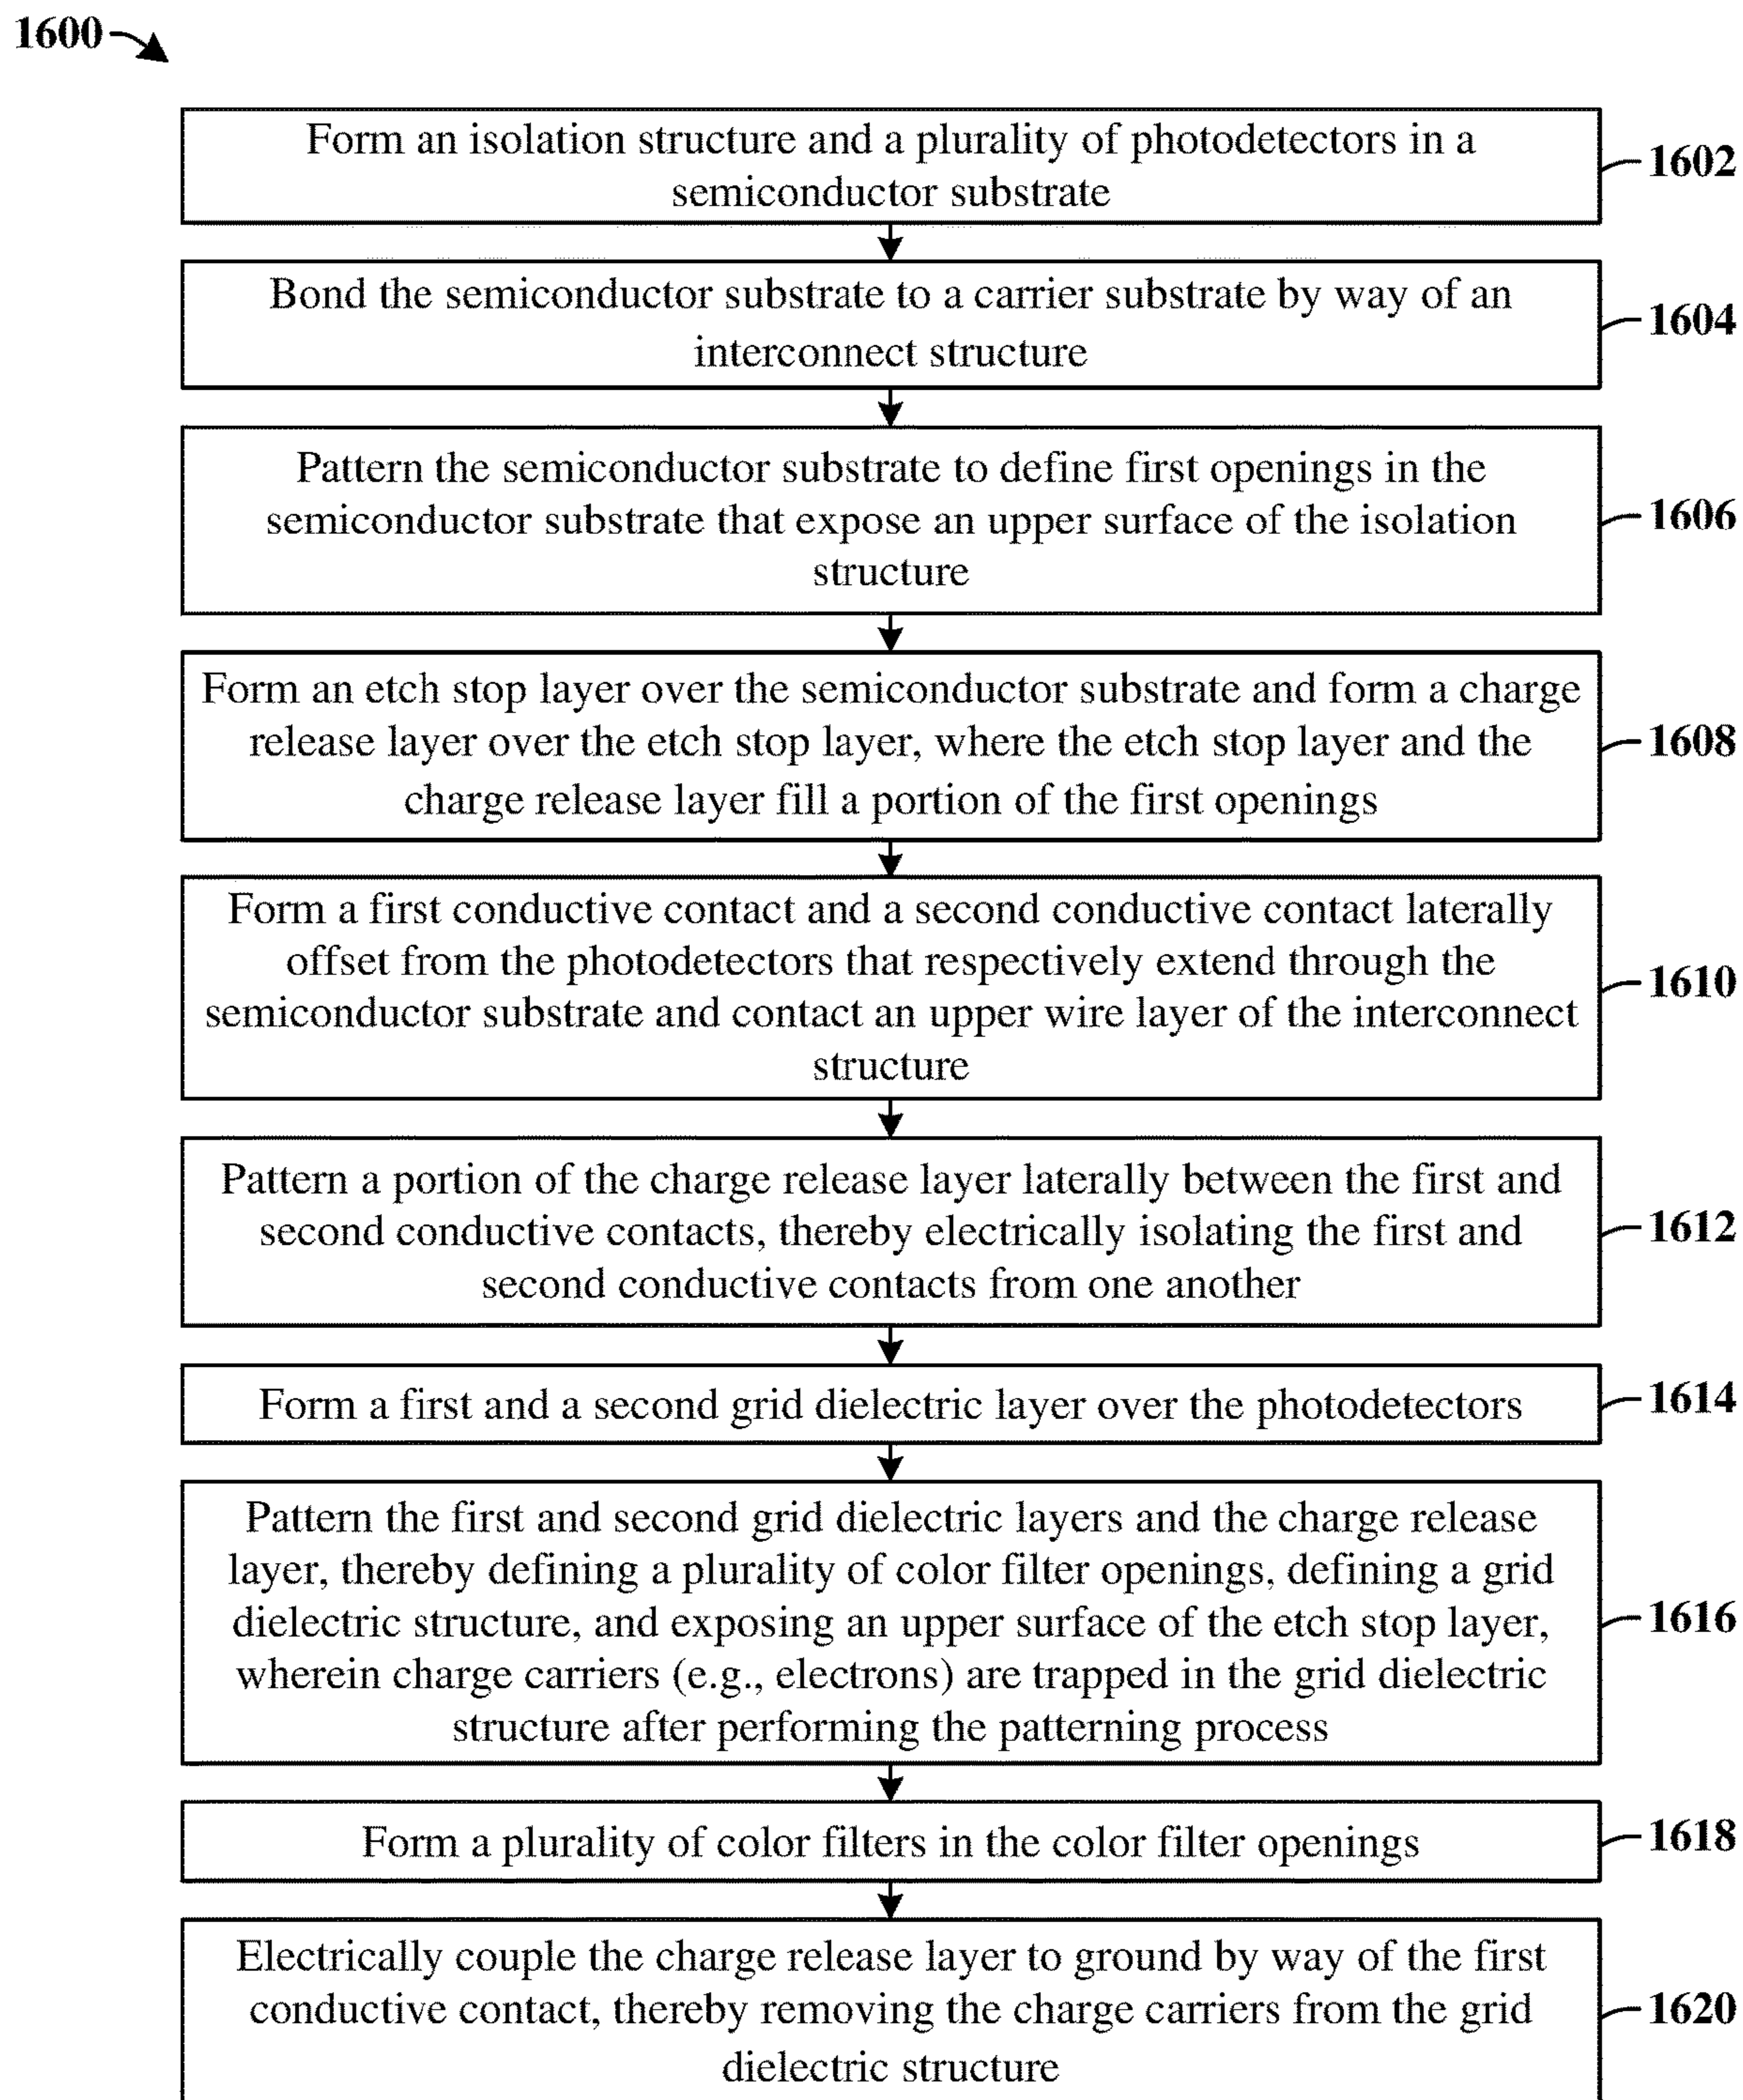 1600
Form an isolation structure and a plurality of photodetectors in a
semiconductor substrate
1602
Bond the semiconductor substrate to a carrier substrate by way of an
interconnect structure
1604
Pattern the semiconductor substrate to define first openings in the
semiconductor substrate that expose an upper surface of the isolation
structure
1606
Form an etch stop layer over the semiconductor substrate and form a charge
release layer over the etch stop layer, where the etch stop layer and the
charge release layer fill a portion of the first openings
1608
Form a first conductive contact and a second conductive contact laterally
offset from the photodetectors that respectively extend through the
semiconductor substrate and contact an upper wire layer of the interconnect
structure
1610
Pattern a portion of the charge release layer laterally between the first and
second conductive contacts, thereby electrically isolating the first and
second conductive contacts from one another
1612
Form a first and a second grid dielectric layer over the photodetectors
1614
Pattern the first and second grid dielectric layers and the charge release
layer, thereby defining a plurality of color filter openings, defining a grid
dielectric structure, and exposing an upper surface of the etch stop layer,
wherein charge carriers (e.g., electrons) are trapped in the grid dielectric
structure after performing the patterning process
1616
Form a plurality of color filters in the color filter openings
1618
Electrically couple the charge release layer to ground by way of the first
conductive contact, thereby removing the charge carriers from the grid
dielectric structure
1620